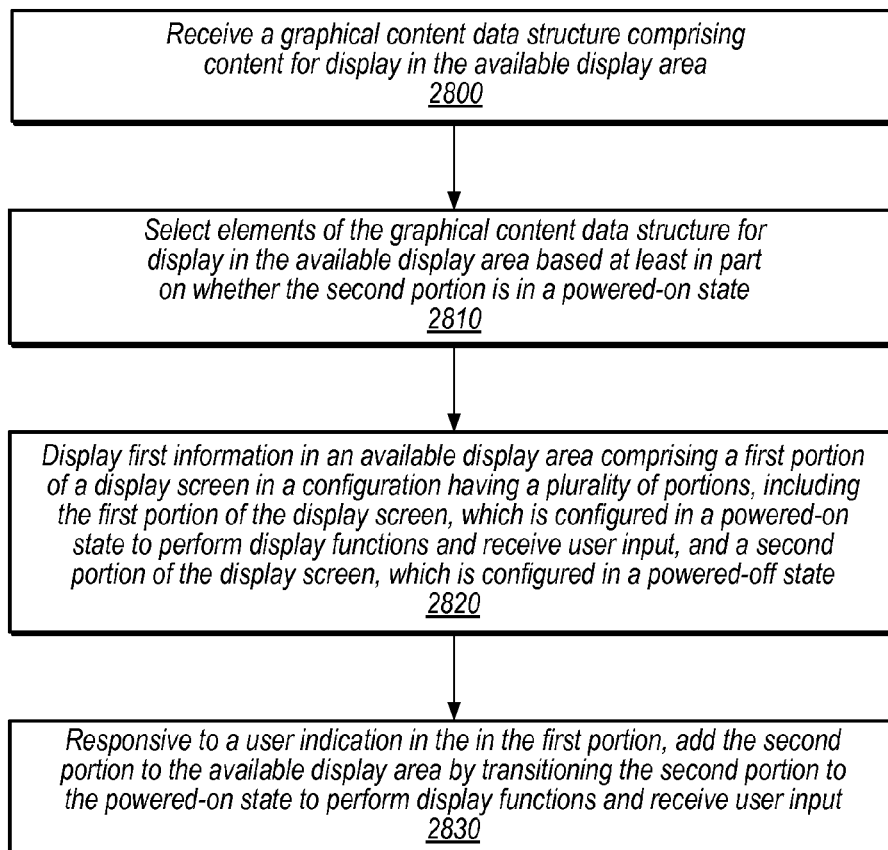 Receive a graphical content data structure comprising
content for display in the available display area
2800
Select elements of the graphical content data structure for
display in the available display area based at least in part
on whether the second portion is in a powered-on state
2810
Display first information in an available display area comprising a first portion
of a display screen in a configuration having a plurality of portions, including
the first portion of the display screen, which is configured in a powered-on
state to perform display functions and receive user input, and a second
portion of the display screen, which is configured in a powered-off state
2820
Responsive to a user indication in the in the first portion, add the second
portion to the available display area by transitioning the second portion to
the powered-on state to perform display functions and receive user input
2830